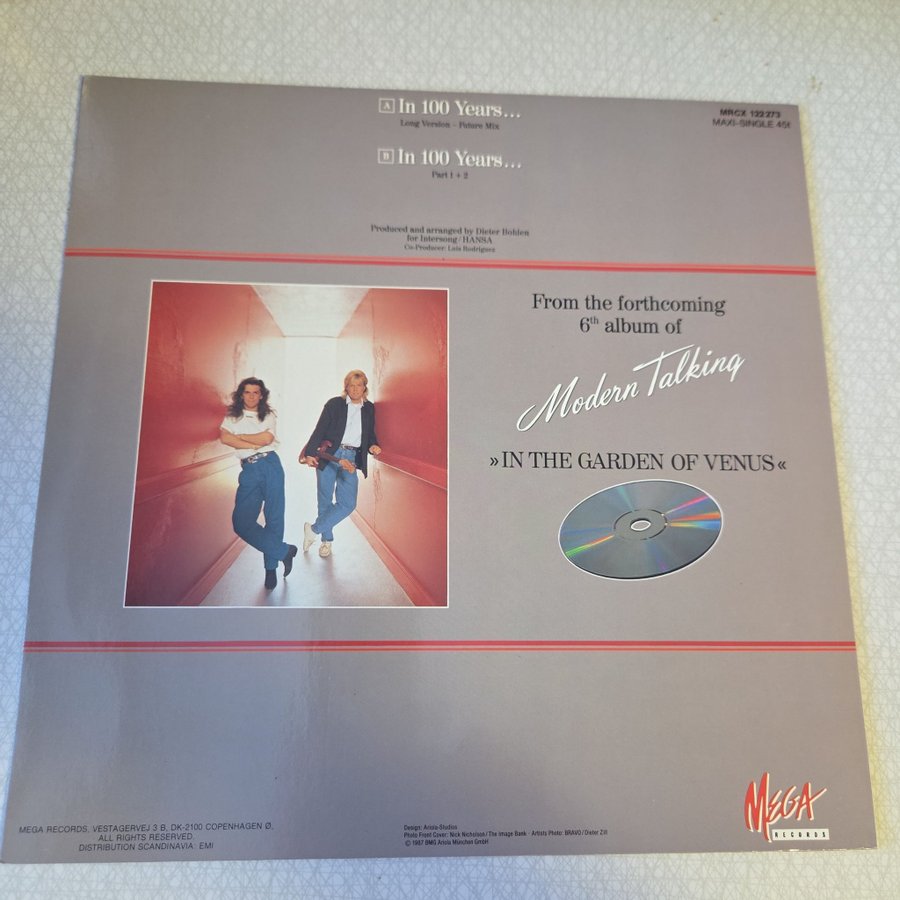 A In 100 Years...
Long Version – Future Mix
B In 100 Years...
Part 1 + 2
MRCX 122 273
MAXI-SINGLE 45t
Produced and arranged by Dieter Bohlen
for Intersong/HANSA
Co-Producer: Luis Rodriguez
From the forthcoming
6th album of
Modern Talking
»IN THE GARDEN OF VENUS«
MEGA RECORDS, VESTAGERVEJ 3 B, DK-2100 COPENHAGEN Ø.
ALL RIGHTS RESERVED.
DISTRIBUTION SCANDINAVIA: EMI
Design: Ariola-Studios
Photo Front Cover: Nick Nicholson/The Image Bank · Artists Photo: BRAVO/Dieter Zill
© 1987 BMG Ariola München GmbH
MEGA
RECORDS